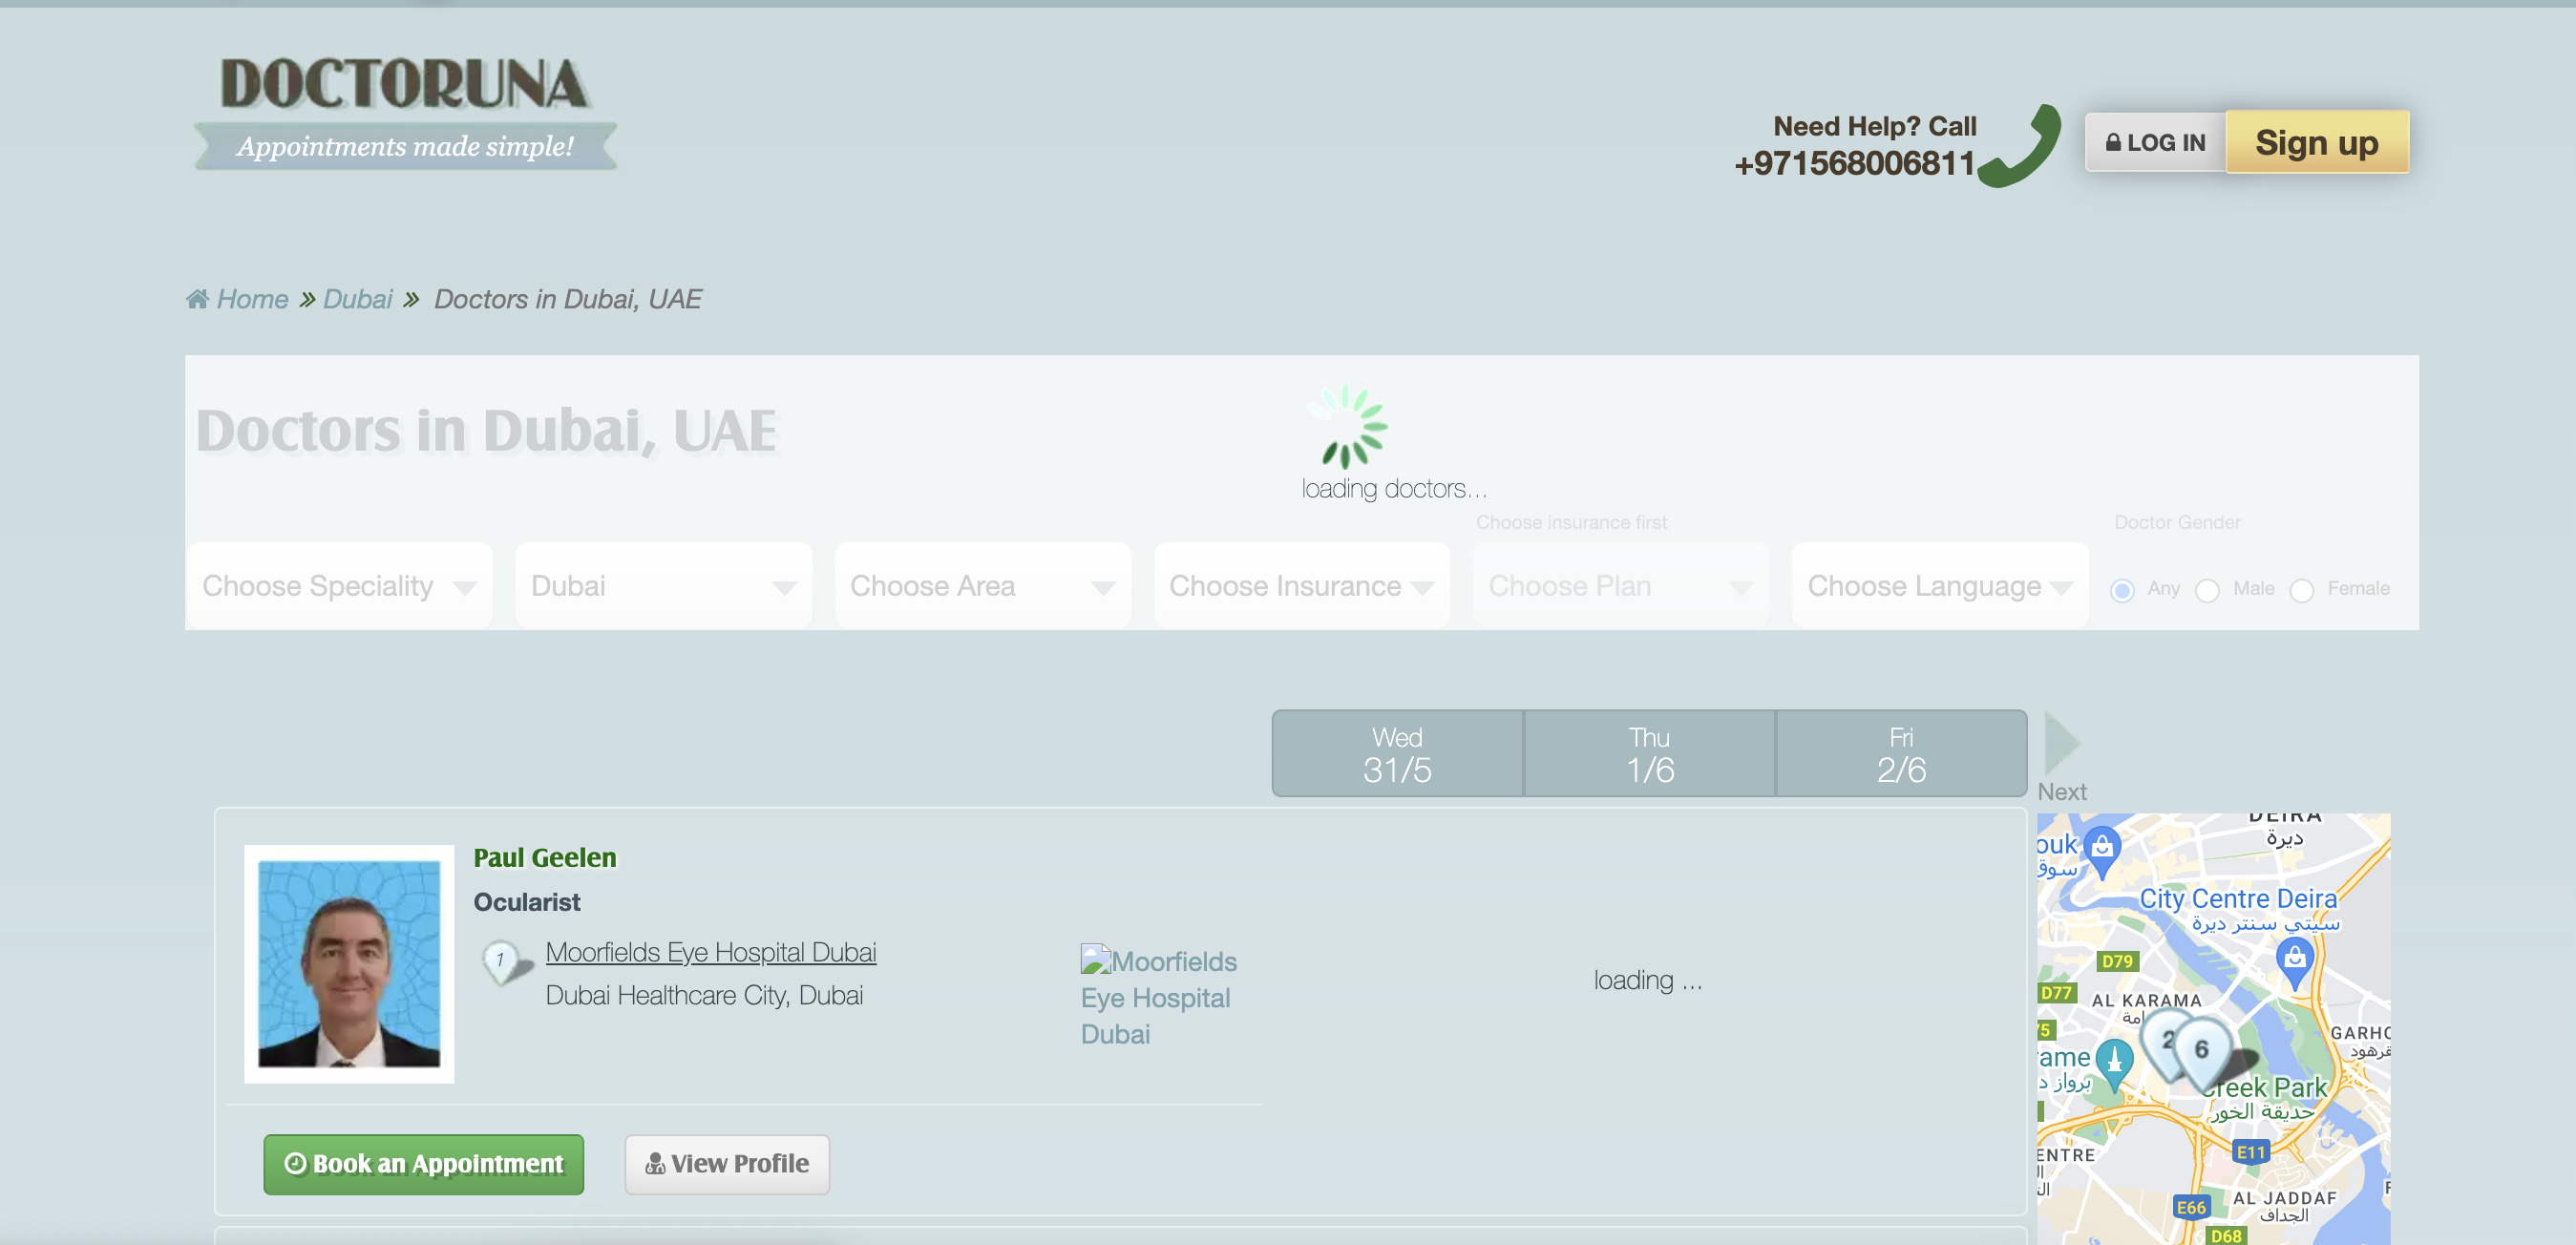 DOCTORUNA
Appointments made simple!
Need Help? Call
+971568006811
LOG IN
Sign up
Home » Dubai » Doctors in Dubai, UAE
Doctors in Dubai, UAE
loading doctors...
Choose insurance first
Doctor Gender
Choose Speciality
Dubai
Choose Area
Choose Insurance
Choose Plan
Choose Language
Any
Male
Female
Wed
31/5
Thu
1/6
Fri
2/6
Next
Paul Geelen
Ocularist
1
Moorfields Eye Hospital Dubai
Dubai Healthcare City, Dubai
Moorfields
Eye Hospital
Dubai
loading ...
Book an Appointment
View Profile
DEIRA
ديرة
سوق
City Centre Deira
سيتي سنتر ديرة
D79
D77
AL KARAMA
2
6
Creek Park
حديقة الخور
E11
E66
AL JADDAF
الجداف
D68